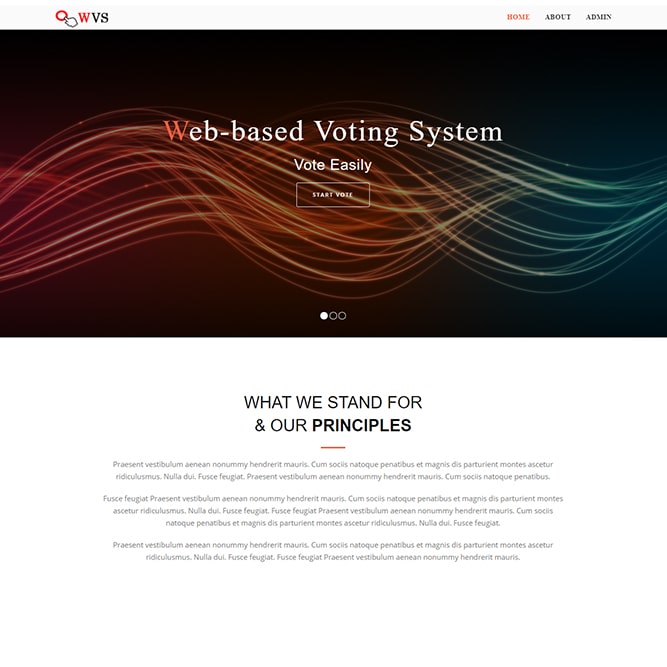 WVS
HOME ABOUT ADMIN
Web-based Voting System
Vote Easily
START VOTE
WHAT WE STAND FOR
& OUR PRINCIPLES
Praesent vestibulum aenean nonummy hendrerit mauris. Cum sociis natoque penatibus et magnis dis parturient montes ascetur
ridiculusmus. Nulla dui. Fusce feugiat. Praesent vestibulum aenean nonummy hendrerit mauris. Cum sociis natoque penatibus.
Fusce feugiat Praesent vestibulum aenean nonummy hendrerit mauris. Cum sociis natoque penatibus et magnis dis parturient montes
ascetur ridiculusmus. Nulla dui. Fusce feugiat. Fusce feugiat Praesent vestibulum aenean nonummy hendrerit mauris. Cum sociis
natoque penatibus et magnis dis parturient montes ascetur ridiculusmus. Nulla dui. Fusce feugiat.
Praesent vestibulum aenean nonummy hendrerit mauris. Cum sociis natoque penatibus et magnis dis parturient montes ascetur
ridiculusmus. Nulla dui. Fusce feugiat. Fusce feugiat Praesent vestibulum aenean nonummy hendrerit mauris.